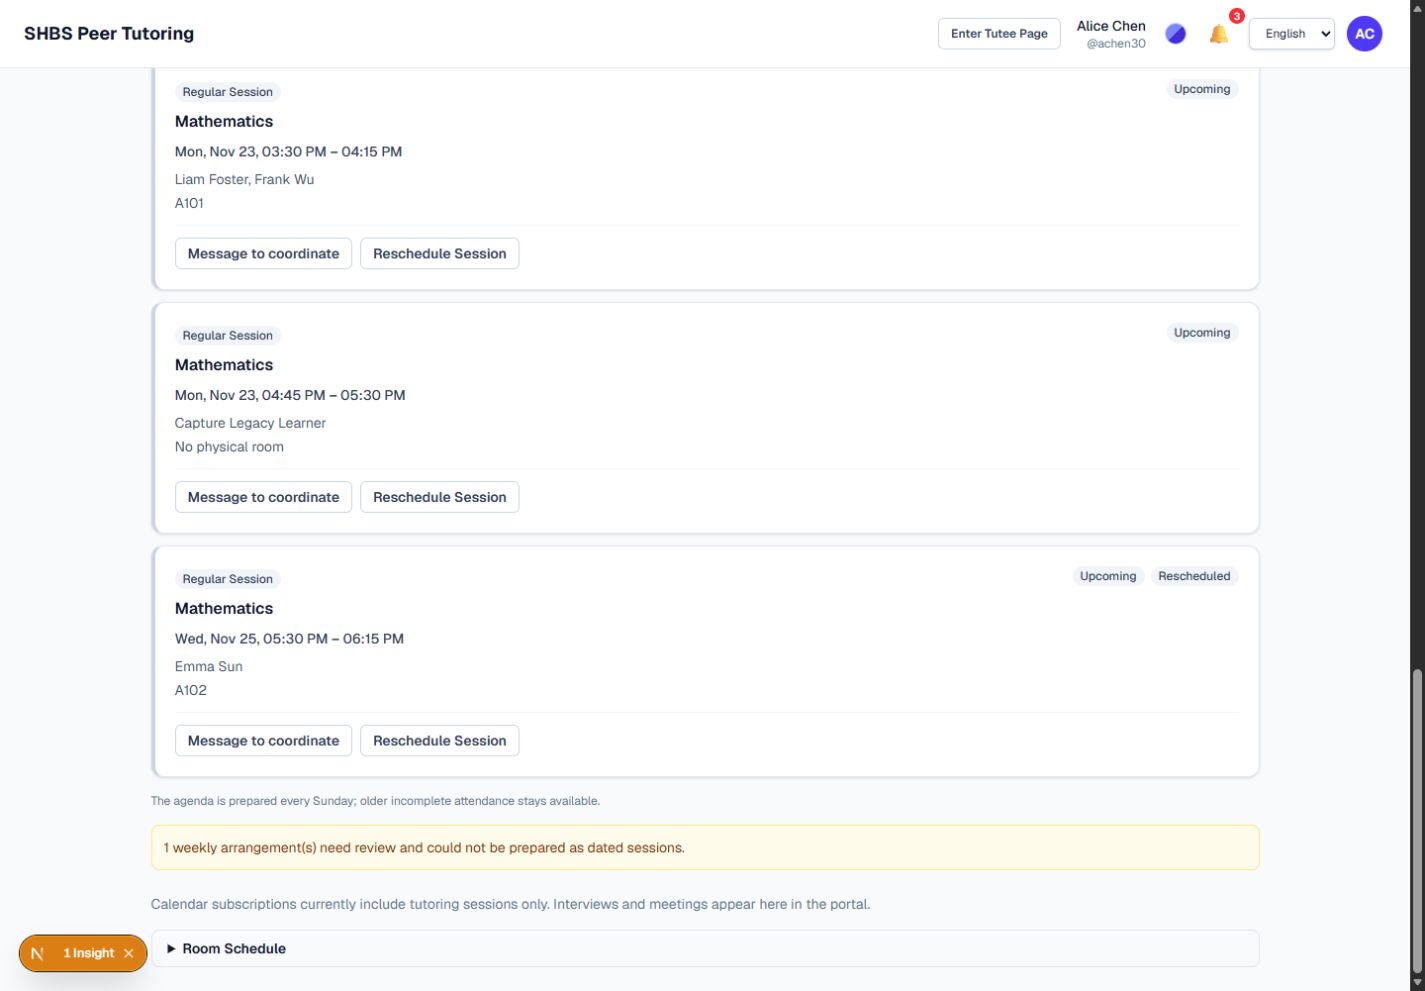 SHBS Peer Tutoring
Enter Tutee Page
Alice Chen
@achen30
3
English
AC
Regular Session
Upcoming
Mathematics
Mon, Nov 23, 03:30 PM – 04:15 PM
Liam Foster, Frank Wu
A101
Message to coordinate
Reschedule Session
Regular Session
Upcoming
Mathematics
Mon, Nov 23, 04:45 PM – 05:30 PM
Capture Legacy Learner
No physical room
Message to coordinate
Reschedule Session
Regular Session
Upcoming
Rescheduled
Mathematics
Wed, Nov 25, 05:30 PM – 06:15 PM
Emma Sun
A102
Message to coordinate
Reschedule Session
The agenda is prepared every Sunday; older incomplete attendance stays available.
1 weekly arrangement(s) need review and could not be prepared as dated sessions.
Calendar subscriptions currently include tutoring sessions only. Interviews and meetings appear here in the portal.
N
1 Insight
Room Schedule